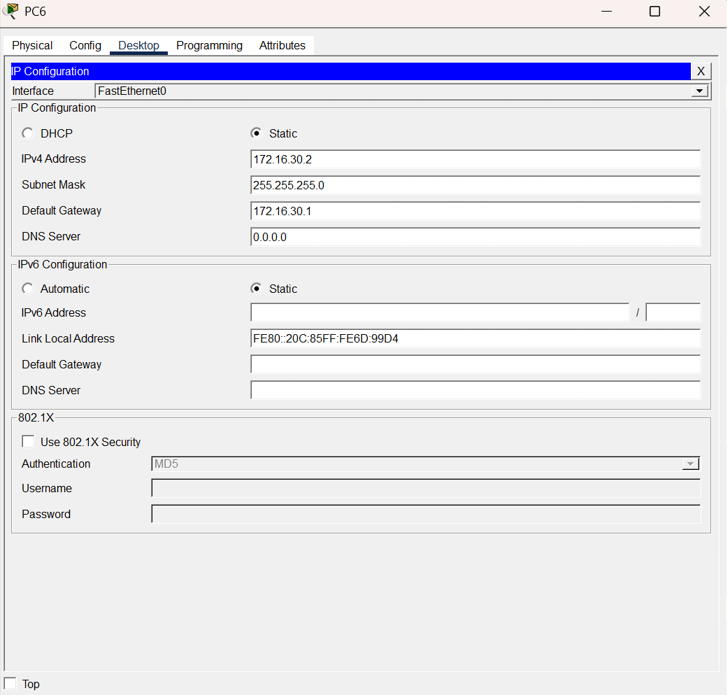 PC6
Physical Config Desktop Programming Attributes
IP Configuration X
Interface FastEthernet0
IP Configuration
DHCP Static
IPv4 Address 172.16.30.2
Subnet Mask 255.255.255.0
Default Gateway 172.16.30.1
DNS Server 0.0.0.0
IPv6 Configuration
Automatic Static
IPv6 Address /
Link Local Address FE80::20C:85FF:FE6D:99D4
Default Gateway
DNS Server
802.1X
Use 802.1X Security
Authentication MD5
Username
Password
Top